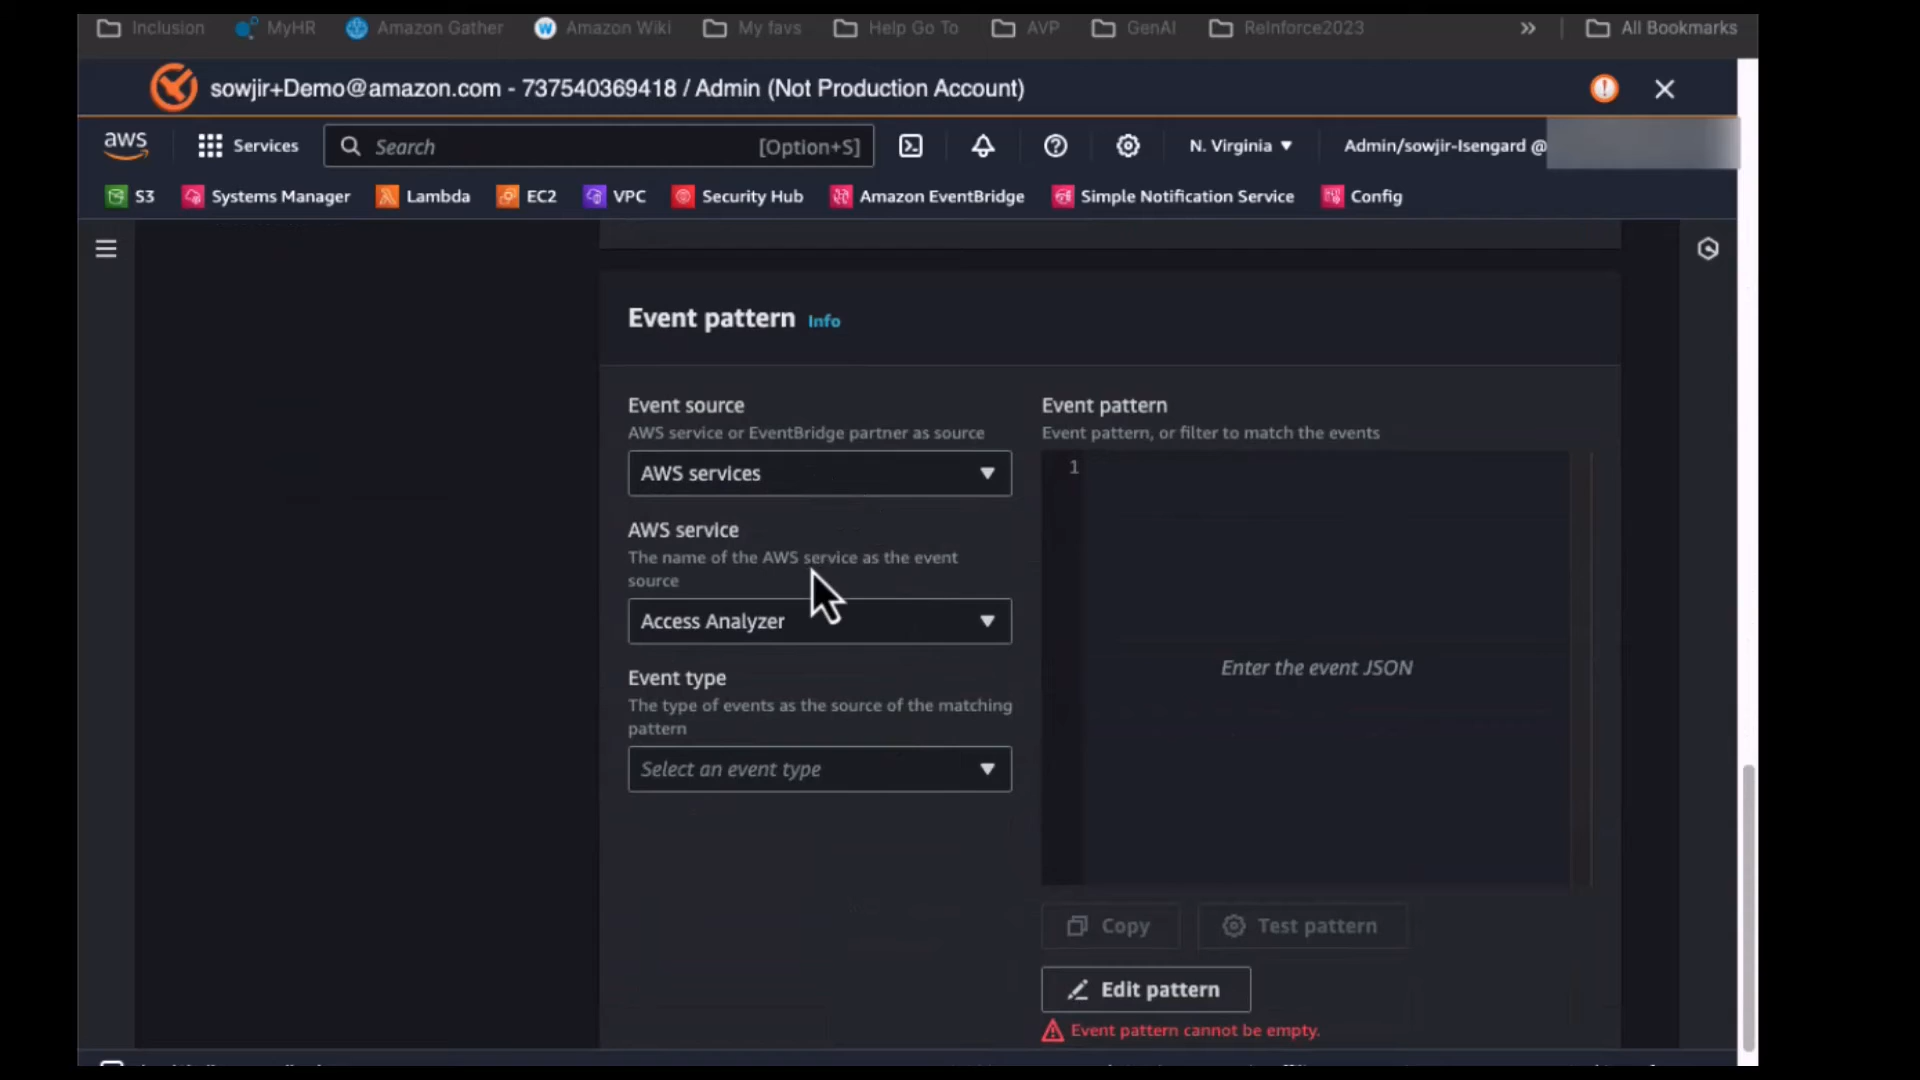 Inclusion MyHR Amazon Gather Amazon Wiki My favs Help Go To AVP GenAI ReInforce2023 » All Bookmarks
sowjir+Demo@amazon.com - 737540369418 / Admin (Not Production Account)
aws Services Search [Option+S] N. Virginia Admin/sowjir-Isengard @
S3 Systems Manager Lambda EC2 VPC Security Hub Amazon EventBridge Simple Notification Service Config
Event pattern Info
Event source
AWS service or EventBridge partner as source
AWS services
AWS service
The name of the AWS service as the event
source
Access Analyzer
Event type
The type of events as the source of the matching
pattern
Select an event type
Event pattern
Event pattern, or filter to match the events
1
Enter the event JSON
Copy Test pattern
Edit pattern
Event pattern cannot be empty.